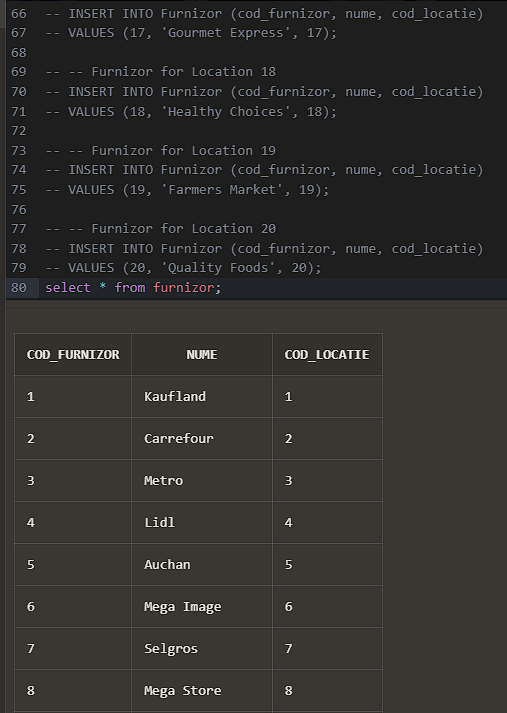 66 -- INSERT INTO Furnizor (cod_furnizor, nume, cod_locatie)
67 -- VALUES (17, 'Gourmet Express', 17);
68
69 -- -- Furnizor for Location 18
70 -- INSERT INTO Furnizor (cod_furnizor, nume, cod_locatie)
71 -- VALUES (18, 'Healthy Choices', 18);
72
73 -- -- Furnizor for Location 19
74 -- INSERT INTO Furnizor (cod_furnizor, nume, cod_locatie)
75 -- VALUES (19, 'Farmers Market', 19);
76
77 -- -- Furnizor for Location 20
78 -- INSERT INTO Furnizor (cod_furnizor, nume, cod_locatie)
79 -- VALUES (20, 'Quality Foods', 20);
80 select * from furnizor;
COD_FURNIZOR NUME COD_LOCATIE
1 Kaufland 1
2 Carrefour 2
3 Metro 3
4 Lidl 4
5 Auchan 5
6 Mega Image 6
7 Selgros 7
8 Mega Store 8